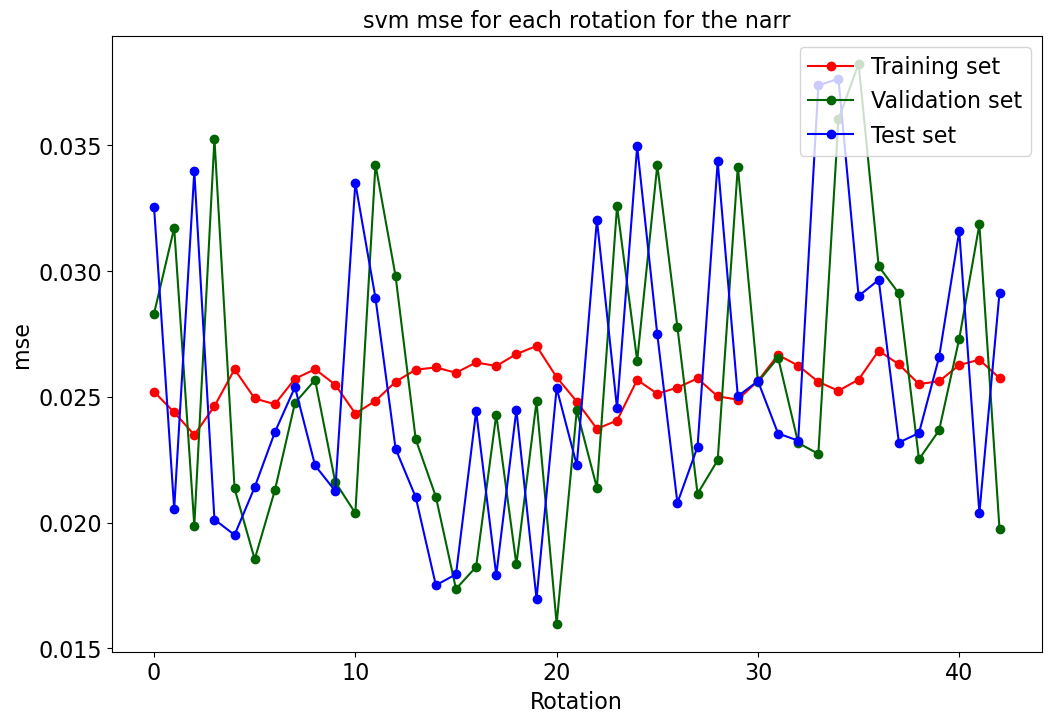 svm mse for each rotation for the narr
Training set
Validation set
Test set
0.035
0.030
0.025
0.020
0.015
mse
0
10
20
30
40
Rotation